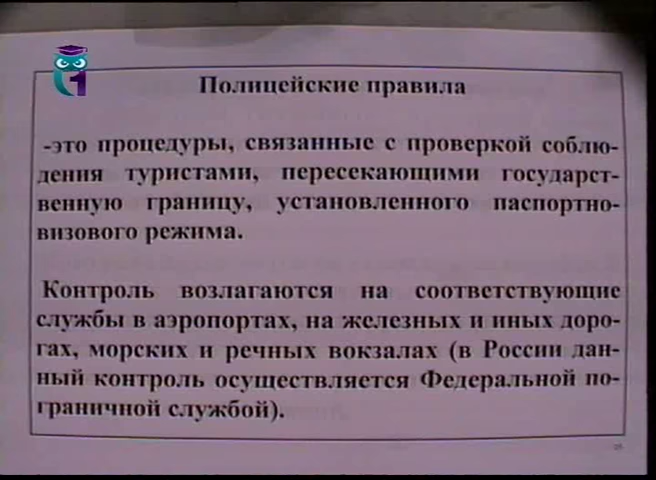 1
Полицейские правила
-это процедуры, связанные с проверкой соблю-
дения туристами, пересекающими государст-
венную границу, установленного паспортно-
визового режима.
Контроль возлагаются на соответствующие
службы в аэропортах, на железных и иных доро-
гах, морских и речных вокзалах (в России дан-
ный контроль осуществляется Федеральной по-
граничной службой).